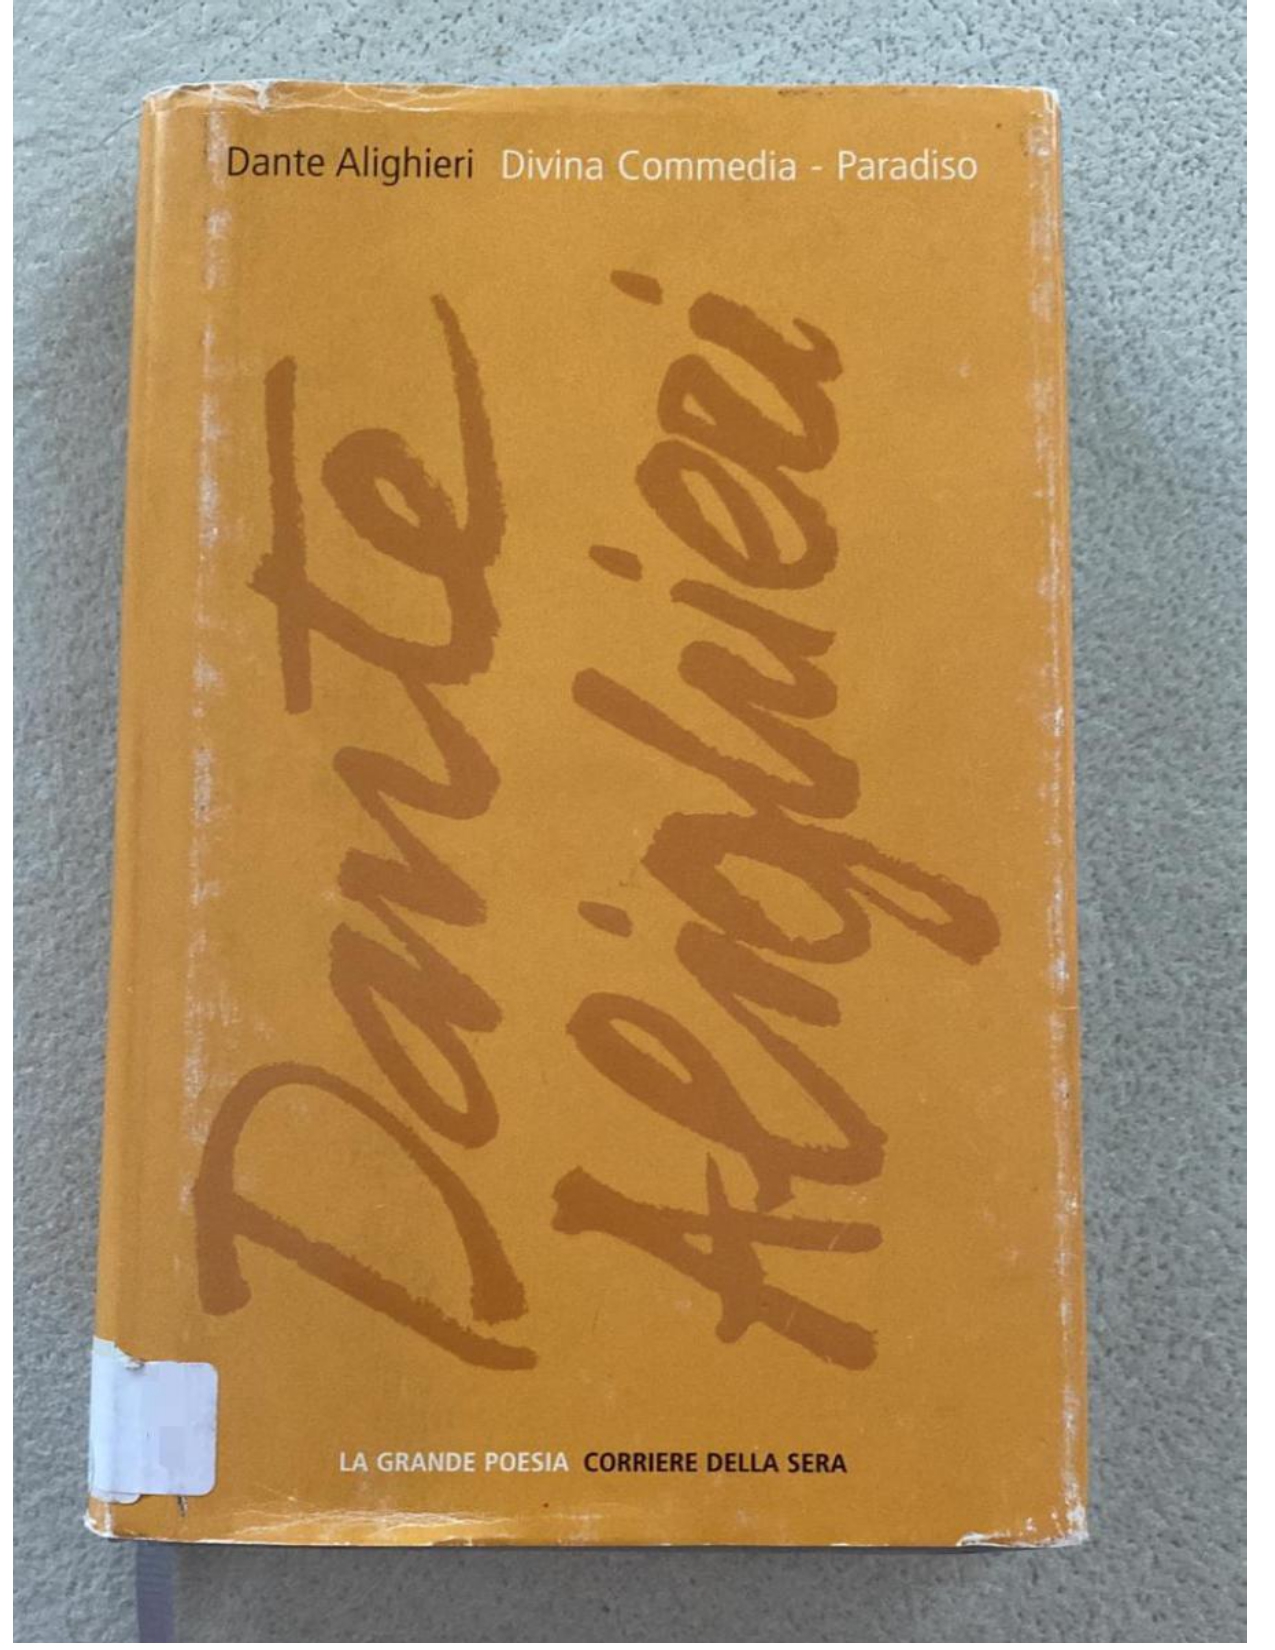 Dante Alighieri Divina Commedia - Paradiso
Dante
Alighieri
LA GRANDE POESIA CORRIERE DELLA SERA